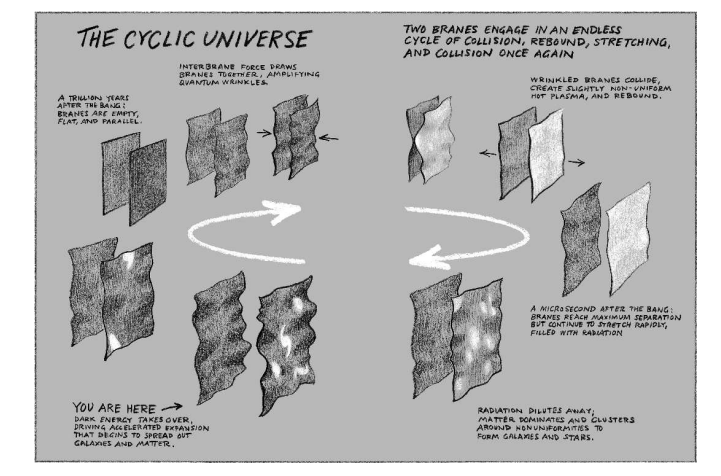 THE CYCLIC UNIVERSE
TWO BRANES ENGAGE IN AN ENDLESS
CYCLE OF COLLISION, REBOUND, STRETCHING,
AND COLLISION ONCE AGAIN
INTERBRANE FORCE DRAWS
BRANES TOGETHER, AMPLIFYING
QUANTUM WRINKLES.
WRINKLED BRANES COLLIDE,
CREATE SLIGHTLY NON-UNIFORM
HOT PLASMA, AND REBOUND.
A TRILLION YEARS
AFTER THE BANG:
BRANES ARE EMPTY,
FLAT, AND PARALLEL.
A MICROSECOND AFTER THE BANG:
BRANES REACH MAXIMUM SEPARATION
BUT CONTINUE TO STRETCH RAPIDLY,
FILLED WITH RADIATION
YOU ARE HERE →
DARK ENERGY TAKES OVER,
DRIVING ACCELERATED EXPANSION
THAT BEGINS TO SPREAD OUT
GALAXIES AND MATTER.
RADIATION DILUTES AWAY;
MATTER DOMINATES AND CLUSTERS
AROUND NONUNIFORMITIES TO
FORM GALAXIES AND STARS.